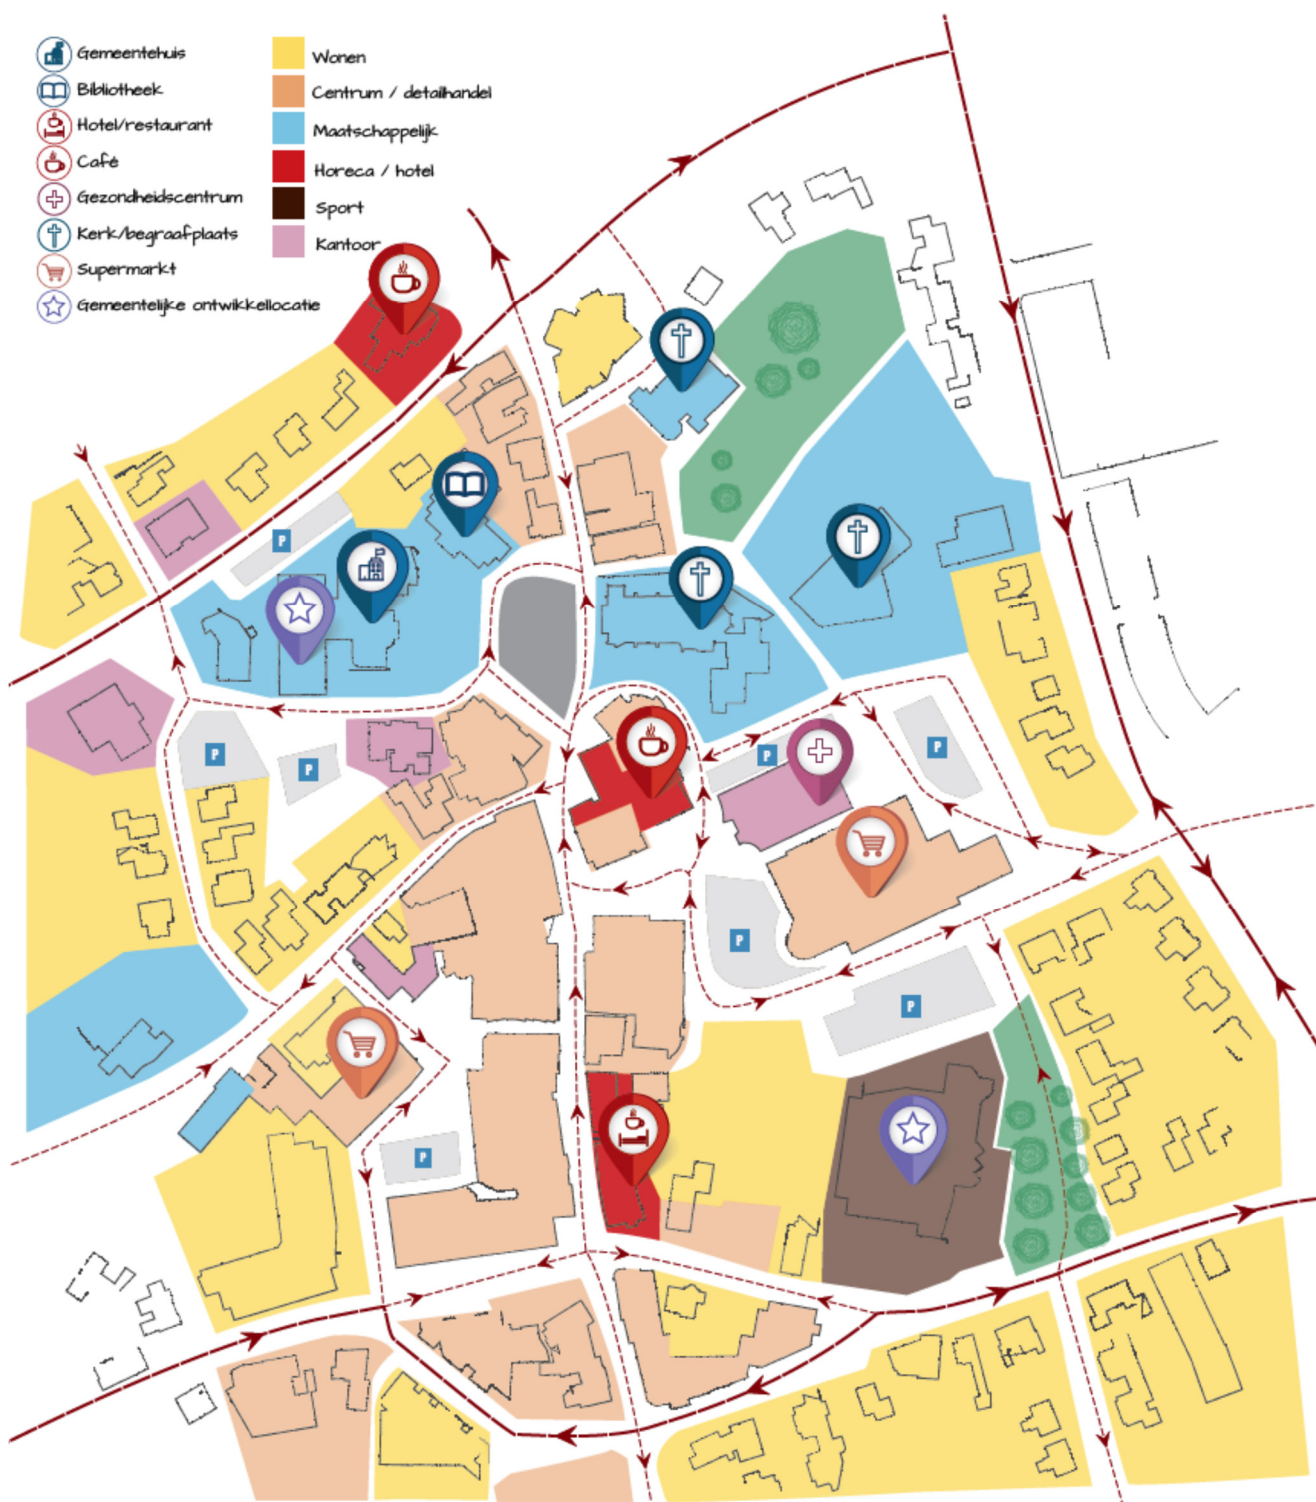 Gemeentehuis
Bibliotheek
Hotel/restaurant
Café
Gezondheidscentrum
Kerk/begraafplaats
Supermarkt
Gemeentelijke ontwikkellocatie
Wonen
Centrum / detailhandel
Maatschappelijk
Horeca / hotel
Sport
Kantoor
P
P
P
P
P
P
P
P